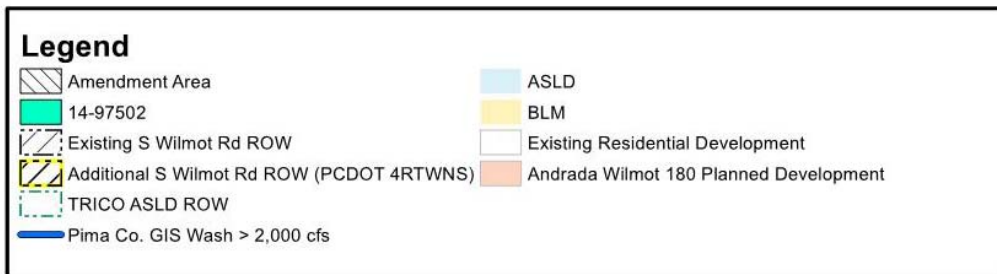 Legend
Amendment Area
14-97502
Existing S Wilmot Rd ROW
Additional S Wilmot Rd ROW (PCDOT 4RTWNS)
TRICO ASLD ROW
Pima Co. GIS Wash > 2,000 cfs
ASLD
BLM
Existing Residential Development
Andrada Wilmot 180 Planned Development